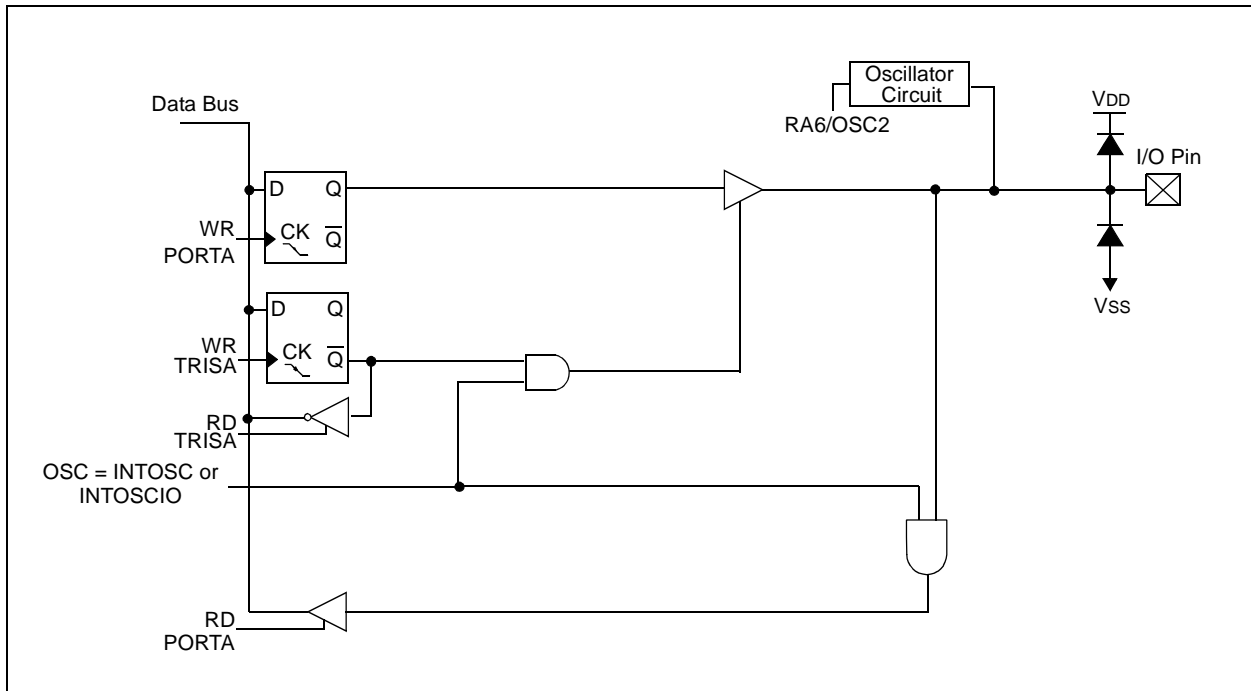 Oscillator
Circuit
RA6/OSC2
VDD
I/O Pin
VSS
Data Bus
D Q
CK Q
WR
PORTA
D Q
CK Q
WR
TRISA
RD
TRISA
OSC = INTOSC or
INTOSCIO
RD
PORTA